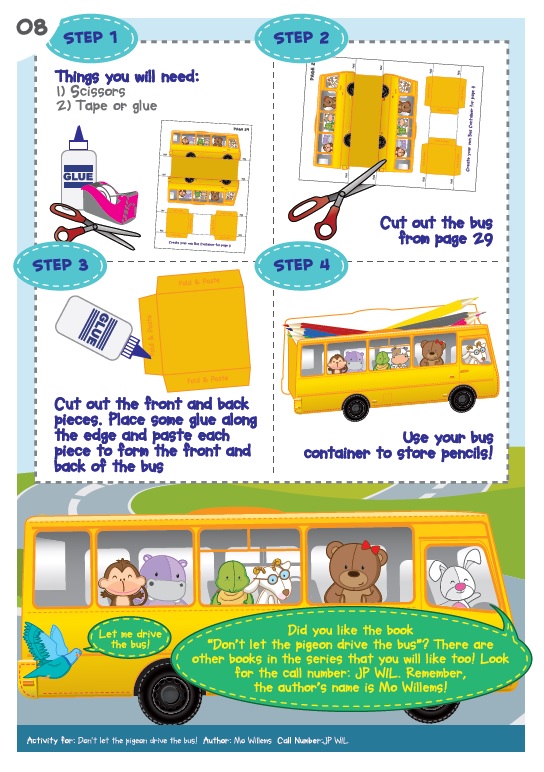 08
STEP 1
Things you will need:
1) Scissors
2) Tape or glue
GLUE
PAGE 29
Create your own Bus Container for page 8
STEP 2
Create your own Bus Container for page 8
Cut out the bus
from page 29
STEP 3
Fold & Paste
GLUE
Fold & Paste
Fold & Paste
Cut out the front and back
pieces. Place some glue along
the edge and paste each
piece to form the front and
back of the bus
STEP 4
Use your bus
container to store pencils!
Let me drive
the bus!
Did you like the book
"Don't let the pigeon drive the bus"? There are
other books in the series that you will like too! Look
for the call number: JP WIL. Remember,
the author's name is Mo Willems!
Activity for: Don't let the pigeon drive the bus! Author: Mo Willems Call Number:JP WIL